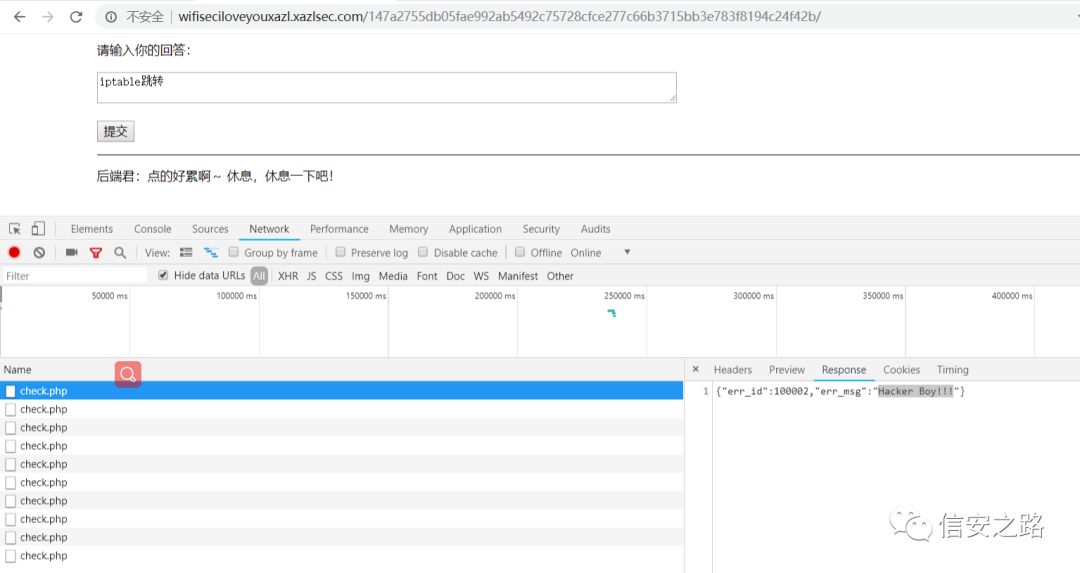 不安全 | wifiseciloveyouxazl.xazlsec.com/147a2755db05fae992ab5492c75728cfce277c66b3715bb3e783f8194c24f42b/
请输入你的回答：
iptable跳转
提交
后端君：点的好累啊～ 休息，休息一下吧！
Elements Console Sources Network Performance Memory Application Security Audits
View: Group by frame Preserve log Disable cache Offline Online
Filter Hide data URLs All XHR JS CSS Img Media Font Doc WS Manifest Other
50000 ms 100000 ms 150000 ms 200000 ms 250000 ms 300000 ms 350000 ms 400000 ms
Name × Headers Preview Response Cookies Timing
check.php 1 {"err_id":100002,"err_msg":"Hacker Boy!!!"}
check.php
check.php
check.php
check.php
check.php
check.php
check.php
check.php
check.php
信安之路